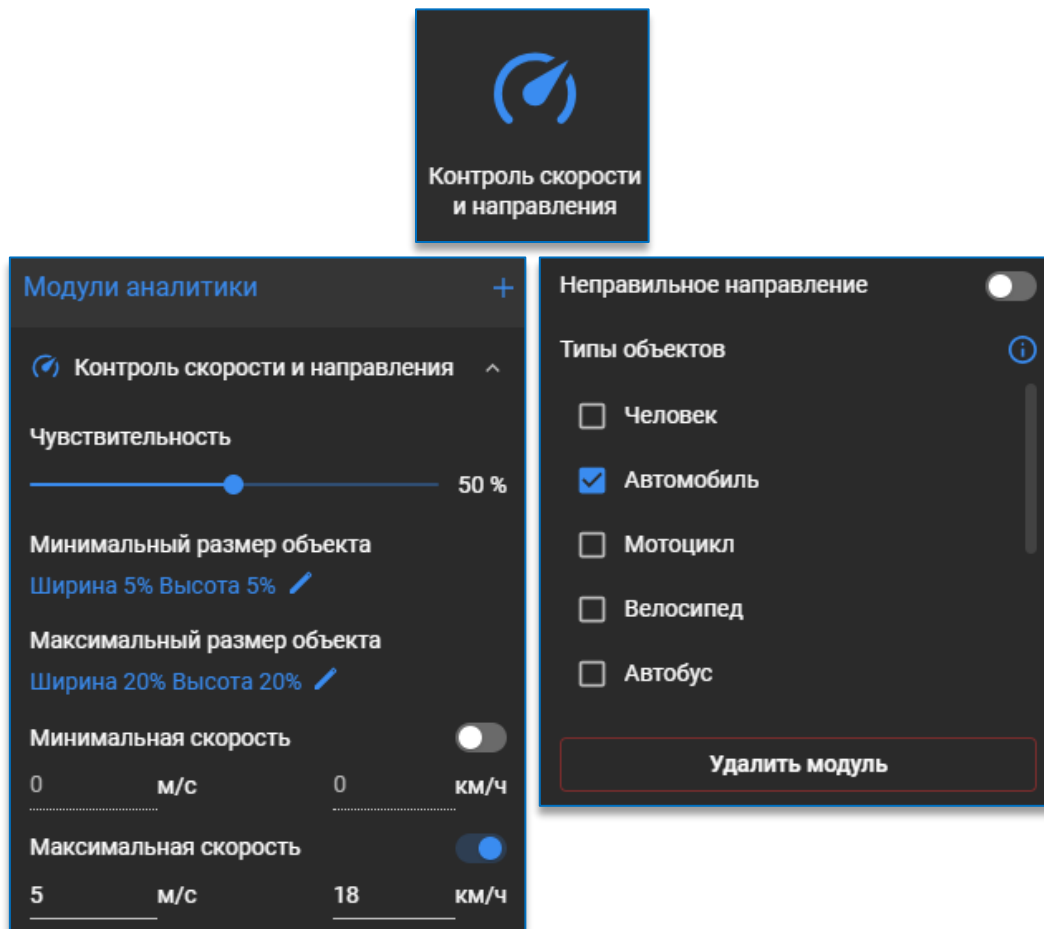 Контроль скорости
и направления
Модули аналитики +
Контроль скорости и направления
Чувствительность
50 %
Минимальный размер объекта
Ширина 5% Высота 5%
Максимальный размер объекта
Ширина 20% Высота 20%
Минимальная скорость
0 м/с 0 км/ч
Максимальная скорость
5 м/с 18 км/ч
Неправильное направление
Типы объектов
Человек
Автомобиль
Мотоцикл
Велосипед
Автобус
Удалить модуль